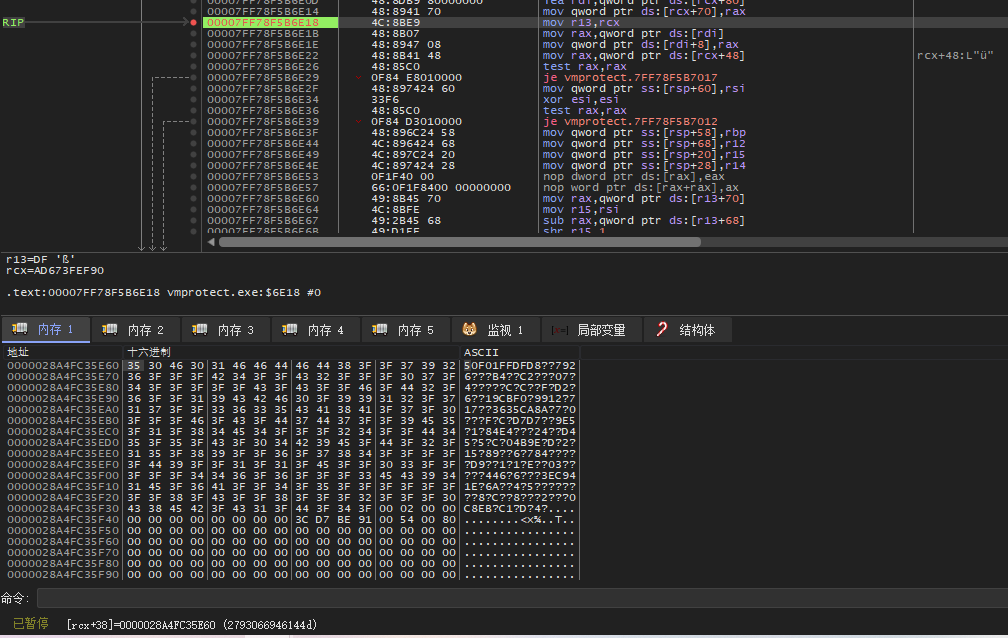 00007FF78F5B6E0D 48:8DB9 80000000 lea rdi,qword ptr ds:[rcx+80]
00007FF78F5B6E14 48:8941 70 mov qword ptr ds:[rcx+70],rax
RIP 00007FF78F5B6E18 4C:8BE9 mov r13,rcx
00007FF78F5B6E1B 48:8B07 mov rax,qword ptr ds:[rdi]
00007FF78F5B6E1E 48:8947 08 mov qword ptr ds:[rdi+8],rax
00007FF78F5B6E22 48:8B41 48 mov rax,qword ptr ds:[rcx+48] rcx+48:L"ü"
00007FF78F5B6E26 48:85C0 test rax,rax
00007FF78F5B6E29 0F84 E8010000 je vmprotect.7FF78F5B7017
00007FF78F5B6E2F 48:897424 60 mov qword ptr ss:[rsp+60],rsi
00007FF78F5B6E34 33F6 xor esi,esi
00007FF78F5B6E36 48:85C0 test rax,rax
00007FF78F5B6E39 0F84 D3010000 je vmprotect.7FF78F5B7012
00007FF78F5B6E3F 48:896C24 58 mov qword ptr ss:[rsp+58],rbp
00007FF78F5B6E44 4C:896424 68 mov qword ptr ss:[rsp+68],r12
00007FF78F5B6E49 4C:897C24 20 mov qword ptr ss:[rsp+20],r15
00007FF78F5B6E4E 4C:897424 28 mov qword ptr ss:[rsp+28],r14
00007FF78F5B6E53 0F1F40 00 nop dword ptr ds:[rax],eax
00007FF78F5B6E57 66:0F1F8400 00000000 nop word ptr ds:[rax+rax],ax
00007FF78F5B6E60 49:8B45 70 mov rax,qword ptr ds:[r13+70]
00007FF78F5B6E64 4C:8BFE mov r15,rsi
00007FF78F5B6E67 49:2B45 68 sub rax,qword ptr ds:[r13+68]
00007FF78F5B6E6B 49:D1EF shr r15,1
r13=DF 'ß'
rcx=AD673FEF90
.text:00007FF78F5B6E18 vmprotect.exe:$6E18 #0
内存 1 内存 2 内存 3 内存 4 内存 5 监视 1 [x=] 局部变量 结构体
地址 十六进制 ASCII
0000028A4FC35E60 35 30 46 30 31 46 46 44 46 44 38 3F 3F 37 39 32 50F01FFDFD8??792
0000028A4FC35E70 36 3F 3F 3F 42 34 3F 3F 43 32 3F 3F 3F 30 37 3F 6???B4??C2???07?
0000028A4FC35E80 34 3F 3F 3F 3F 3F 43 3F 43 3F 3F 46 3F 44 32 3F 4?????C?C??F?D2?
0000028A4FC35E90 36 3F 3F 31 39 43 42 46 30 3F 39 39 31 32 3F 37 6??19CBF0?9912?7
0000028A4FC35EA0 31 37 3F 3F 33 36 33 35 43 41 38 41 3F 37 3F 30 17??3635CA8A?7?0
0000028A4FC35EB0 3F 3F 3F 46 3F 43 3F 44 37 44 37 3F 3F 39 45 35 ???F?C?D7D7??9E5
0000028A4FC35EC0 3F 31 3F 38 34 45 34 3F 3F 3F 32 34 3F 3F 44 34 ?1?84E4???24??D4
0000028A4FC35ED0 35 3F 35 3F 43 3F 30 34 42 39 45 3F 44 3F 32 3F 5?5?C?04B9E?D?2?
0000028A4FC35EE0 31 35 3F 38 39 3F 3F 36 3F 37 38 34 3F 3F 3F 3F 15?89??6?784????
0000028A4FC35EF0 3F 44 39 3F 3F 31 3F 31 3F 45 3F 3F 30 33 3F 3F ?D9??1?1?E??03??
0000028A4FC35F00 3F 3F 3F 34 34 36 3F 36 3F 3F 3F 33 45 43 39 34 ???446?6???3EC94
0000028A4FC35F10 31 45 3F 36 41 3F 3F 34 3F 35 3F 3F 3F 3F 3F 3F 1E?6A??4?5??????
0000028A4FC35F20 3F 3F 38 3F 43 3F 3F 38 3F 3F 3F 32 3F 3F 3F 30 ??8?C??8???2???0
0000028A4FC35F30 43 38 45 42 3F 43 31 3F 44 3F 34 3F 00 02 00 00 C8EB?C1?D?4?....
0000028A4FC35F40 00 00 00 00 00 00 00 00 3C D7 BE 91 00 54 00 80 ........<×¾..T..
0000028A4FC35F50 00 00 00 00 00 00 00 00 00 00 00 00 00 00 00 00 ................
0000028A4FC35F60 00 00 00 00 00 00 00 00 00 00 00 00 00 00 00 00 ................
0000028A4FC35F70 00 00 00 00 00 00 00 00 00 00 00 00 00 00 00 00 ................
0000028A4FC35F80 00 00 00 00 00 00 00 00 00 00 00 00 00 00 00 00 ................
0000028A4FC35F90 00 00 00 00 00 00 00 00 00 00 00 00 00 00 00 00 ................
命令:
已暂停 [rcx+38]=0000028A4FC35E60 (2793066946144d)